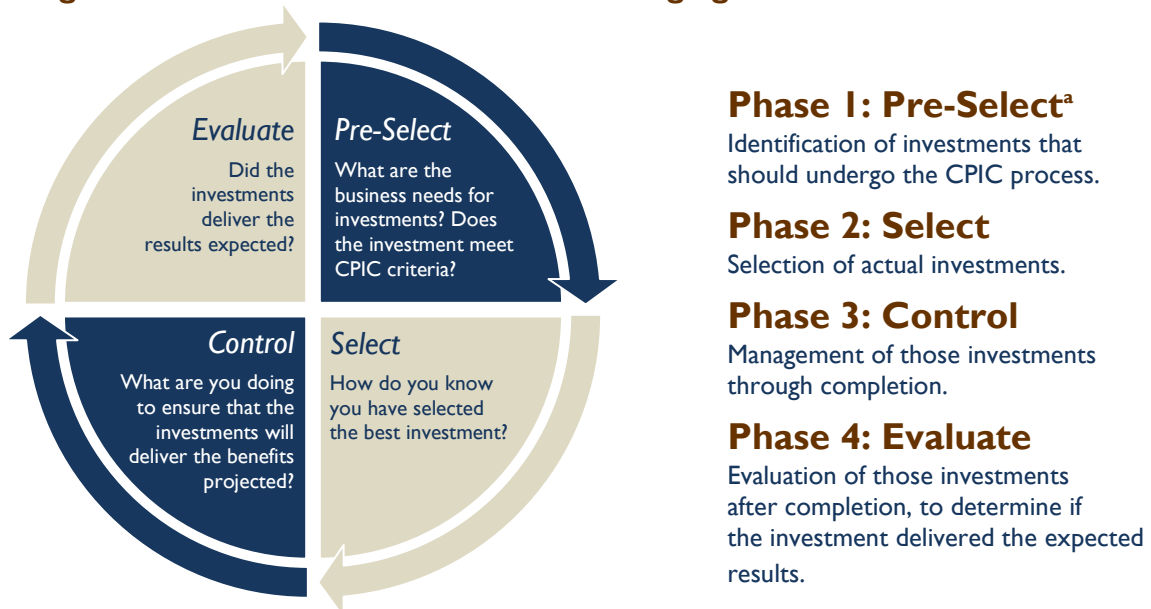 Evaluate
Did the
investments
deliver the
results expected?
Pre-Select
What are the
business needs for
investments? Does
the investment meet
CPIC criteria?
Control
What are you doing
to ensure that the
investments will
deliver the benefits
projected?
Select
How do you know
you have selected
the best investment?
Phase 1: Pre-Selectᵃ
Identification of investments that
should undergo the CPIC process.
Phase 2: Select
Selection of actual investments.
Phase 3: Control
Management of those investments
through completion.
Phase 4: Evaluate
Evaluation of those investments
after completion, to determine if
the investment delivered the expected
results.